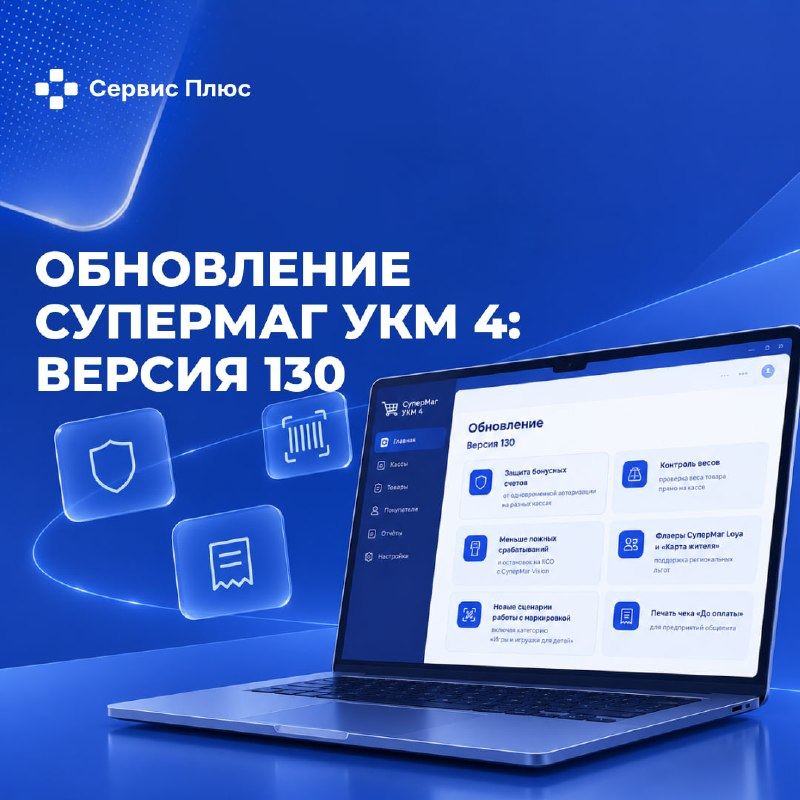 Сервис Плюс
ОБНОВЛЕНИЕ
СУПЕРМАГ УКМ 4:
ВЕРСИЯ 130
СуперМаг
УКМ 4
Главная
Кассы
Товары
Покупатели
Отчёты
Настройки
Обновление
Версия 130
Защита бонусных
счетов
от одновременной авторизации
на разных кассах
Контроль весов
проверка веса товара
прямо на кассе
Меньше ложных
срабатываний
и остановок на КСО
с СуперМаг Vision
Флаеры СуперМаг Loya
и «Карта жителя»
поддержка региональных
льгот
Новые сценарии
работы с маркировкой
включая категорию
«Игры и игрушки для детей»
Печать чека «До оплаты»
для предприятий общепита